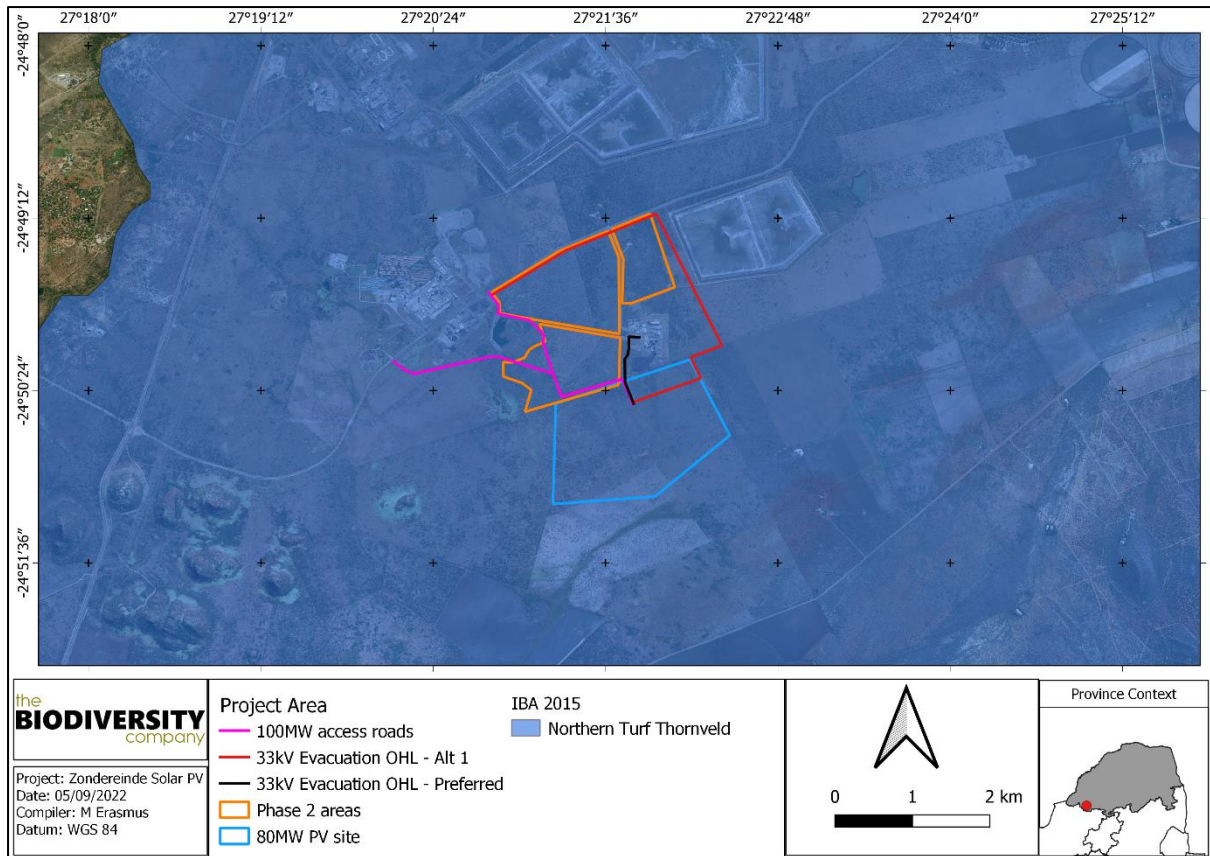 27°18′0″ 27°19′12″ 27°20′24″ 27°21′36″ 27°22′48″ 27°24′0″ 27°25′12″
-24°48′0″
-24°49′12″
-24°50′24″
-24°51′36″
the
BIODIVERSITY
company
Project: Zondereinde Solar PV
Date: 05/09/2022
Compiler: M Erasmus
Datum: WGS 84
Project Area
100MW access roads
33kV Evacuation OHL - Alt 1
33kV Evacuation OHL - Preferred
Phase 2 areas
80MW PV site
IBA 2015
Northern Turf Thornveld
0 1 2 km
Province Context